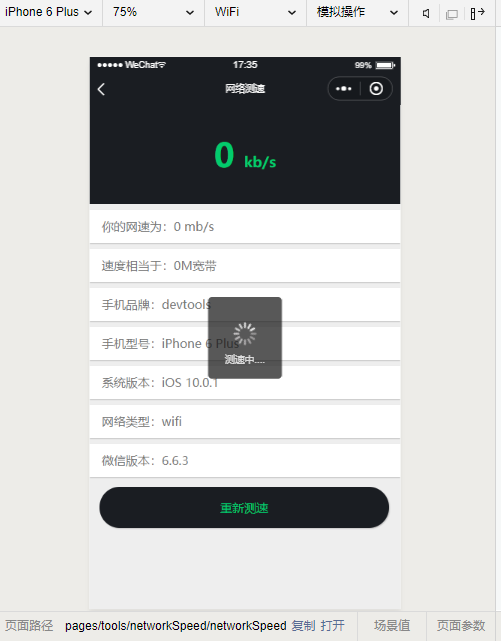 iPhone 6 Plus 75% WiFi 模拟操作
WeChat 17:35 99%
网络测速
0 kb/s
你的网速为：0 mb/s
速度相当于：0M宽带
手机品牌：devtools
手机型号：iPhone 6 Plus
测速中....
系统版本：iOS 10.0.1
网络类型：wifi
微信版本：6.6.3
重新测速
页面路径 pages/tools/networkSpeed/networkSpeed 复制 打开 场景值 页面参数